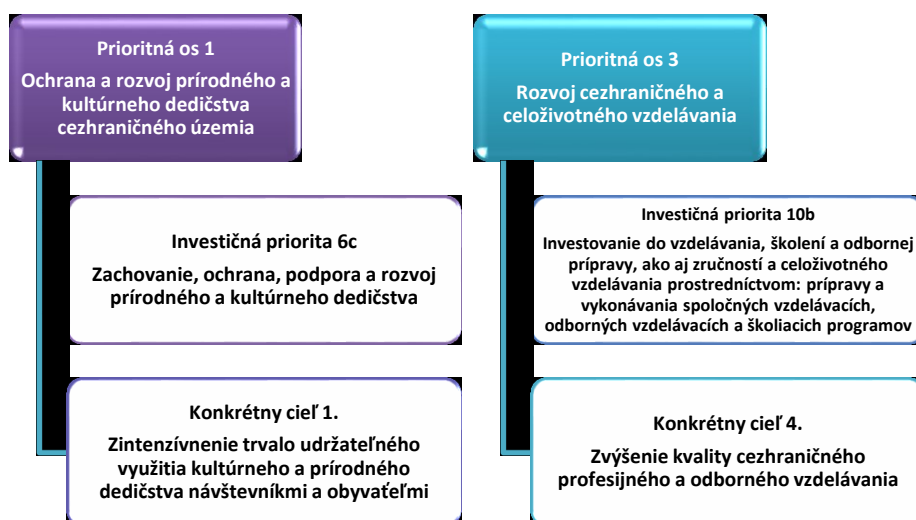 Prioritná os 1
Ochrana a rozvoj prírodného a
kultúrneho dedičstva
cezhraničného územia
Investičná priorita 6c
Zachovanie, ochrana, podpora a rozvoj
prírodného a kultúrneho dedičstva
Konkrétny cieľ 1.
Zintenzívnenie trvalo udržateľného
využitia kultúrneho a prírodného
dedičstva návštevníkmi a obyvateľmi
Prioritná os 3
Rozvoj cezhraničného a
celoživotného vzdelávania
Investičná priorita 10b
Investovanie do vzdelávania, školení a odbornej
prípravy, ako aj zručností a celoživotného
vzdelávania prostredníctvom: prípravy a
vykonávania spoločných vzdelávacích,
odborných vzdelávacích a školiacich programov
Konkrétny cieľ 4.
Zvýšenie kvality cezhraničného
profesijného a odborného vzdelávania